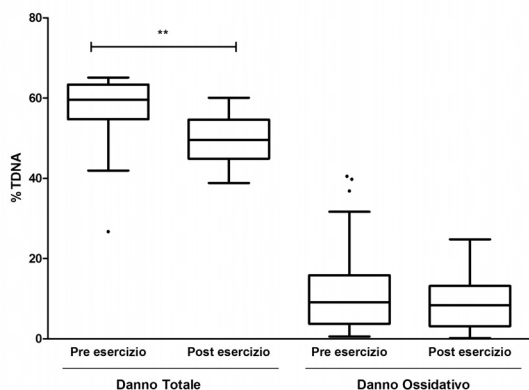 80
**
60
40
20
0
%TDNA
Pre esercizio Post esercizio Pre esercizio Post esercizio
Danno Totale Danno Ossidativo